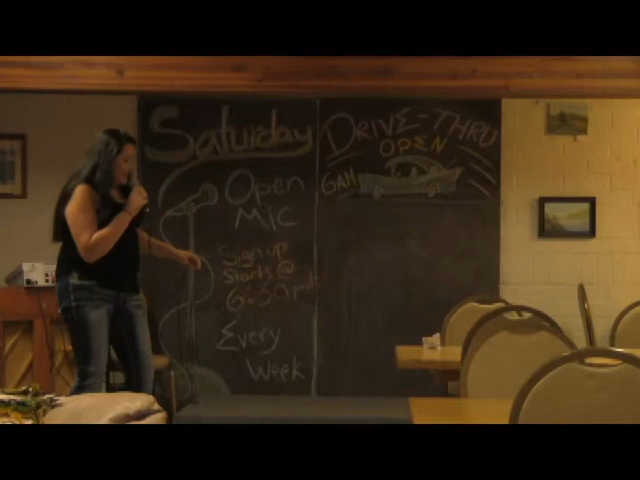 Saturday
Open
Mic
Sign up
Starts @
6:30 pm
Every
Week
DRIVE-THRU
OPEN
6AM